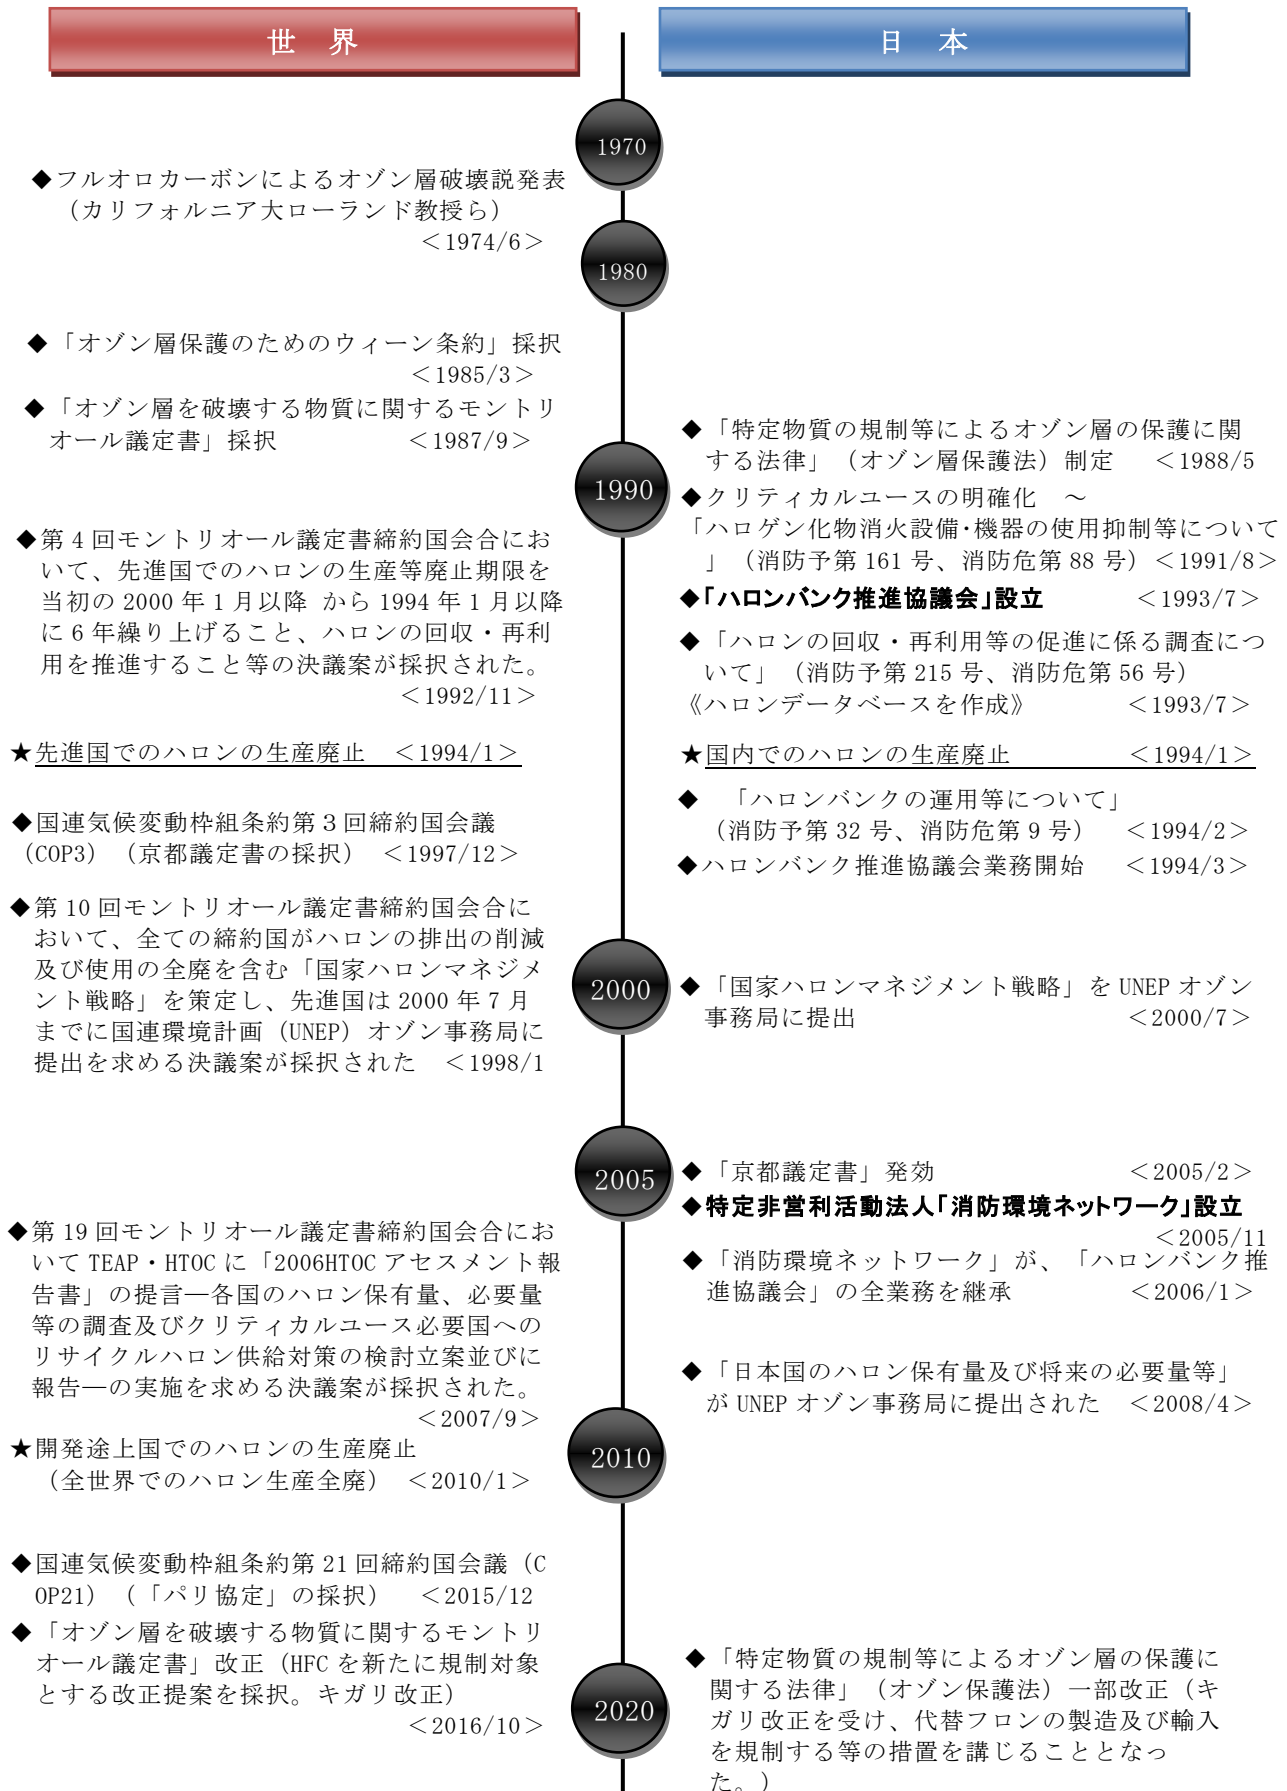 世 界
◆フルオロカーボンによるオゾン層破壊説発表
（カリフォルニア大ローランド教授ら）
＜1974/6＞
◆「オゾン層保護のためのウィーン条約」採択
＜1985/3＞
◆「オゾン層を破壊する物質に関するモントリ
オール議定書」採択 ＜1987/9＞
◆第 4 回モントリオール議定書締約国会合にお
いて、先進国でのハロンの生産等廃止期限を
当初の 2000 年 1 月以降 から 1994 年 1 月以降
に 6 年繰り上げること、ハロンの回収・再利
用を推進すること等の決議案が採択された。
＜1992/11＞
★先進国でのハロンの生産廃止 ＜1994/1＞
◆国連気候変動枠組条約第３回締約国会議
（COP3）（京都議定書の採択） ＜1997/12＞
◆第 10 回モントリオール議定書締約国会合に
おいて、全ての締約国がハロンの排出の削減
及び使用の全廃を含む「国家ハロンマネジメ
ント戦略」を策定し、先進国は 2000 年 7 月
までに国連環境計画（UNEP）オゾン事務局に
提出を求める決議案が採択された ＜1998/1
◆第 19 回モントリオール議定書締約国会合にお
いて TEAP・HTOC に「2006HTOC アセスメント報
告書」の提言―各国のハロン保有量、必要量
等の調査及びクリティカルユース必要国への
リサイクルハロン供給対策の検討立案並びに
報告―の実施を求める決議案が採択された。
＜2007/9＞
★開発途上国でのハロンの生産廃止
（全世界でのハロン生産全廃） ＜2010/1＞
◆国連気候変動枠組条約第 21 回締約国会議（C
OP21）（「パリ協定」の採択） ＜2015/12
◆「オゾン層を破壊する物質に関するモントリ
オール議定書」改正（HFC を新たに規制対象
とする改正提案を採択。キガリ改正）
＜2016/10＞
1970
1980
1990
2000
2005
2010
2020
日 本
◆「特定物質の規制等によるオゾン層の保護に関
する法律」（オゾン層保護法）制定 ＜1988/5
◆クリティカルユースの明確化 ～
「ハロゲン化物消火設備･機器の使用抑制等について
」（消防予第 161 号、消防危第 88 号）＜1991/8＞
◆「ハロンバンク推進協議会」設立 ＜1993/7＞
◆「ハロンの回収・再利用等の促進に係る調査につ
いて」（消防予第 215 号、消防危第 56 号）
《ハロンデータベースを作成》 ＜1993/7＞
★国内でのハロンの生産廃止 ＜1994/1＞
◆ 「ハロンバンクの運用等について」
（消防予第 32 号、消防危第 9 号） ＜1994/2＞
◆ハロンバンク推進協議会業務開始 ＜1994/3＞
◆「国家ハロンマネジメント戦略」を UNEP オゾン
事務局に提出 ＜2000/7＞
◆「京都議定書」発効 ＜2005/2＞
◆特定非営利活動法人「消防環境ネットワーク」設立
＜2005/11
◆「消防環境ネットワーク」が、「ハロンバンク推
進協議会」の全業務を継承 ＜2006/1＞
◆「日本国のハロン保有量及び将来の必要量等」
が UNEP オゾン事務局に提出された ＜2008/4＞
◆「特定物質の規制等によるオゾン層の保護に
関する法律」（オゾン保護法）一部改正（キ
ガリ改正を受け、代替フロンの製造及び輸入
を規制する等の措置を講じることとなっ
た。）